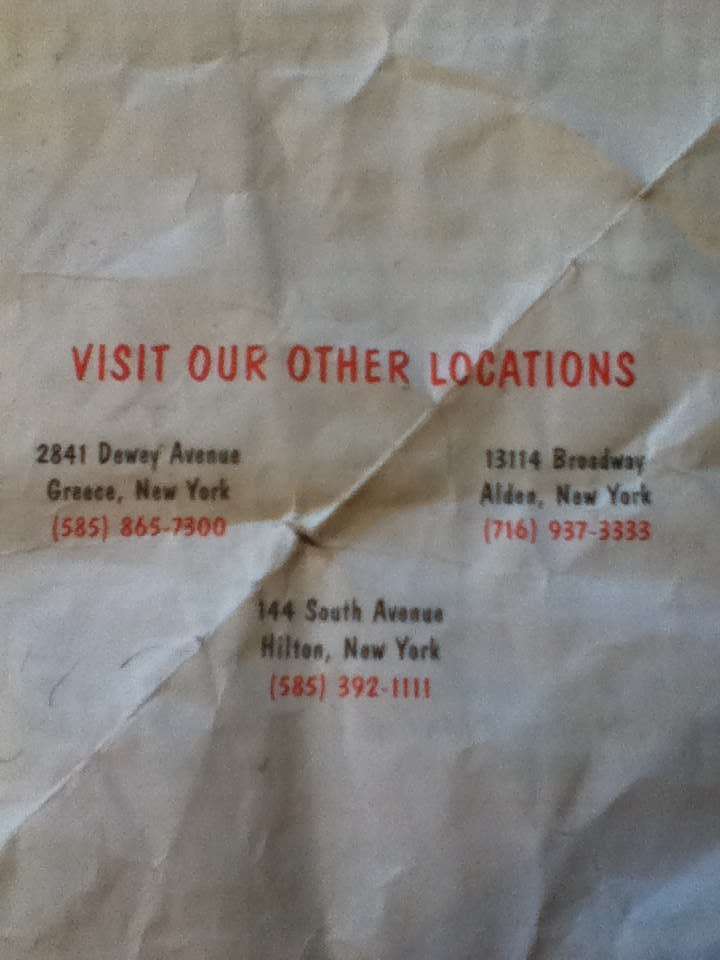 VISIT OUR OTHER LOCATIONS
2841 Dewey Avenue
Greece, New York
(585) 865-7300
13114 Broadway
Alden, New York
(716) 937-3333
144 South Avenue
Hilton, New York
(585) 392-1111